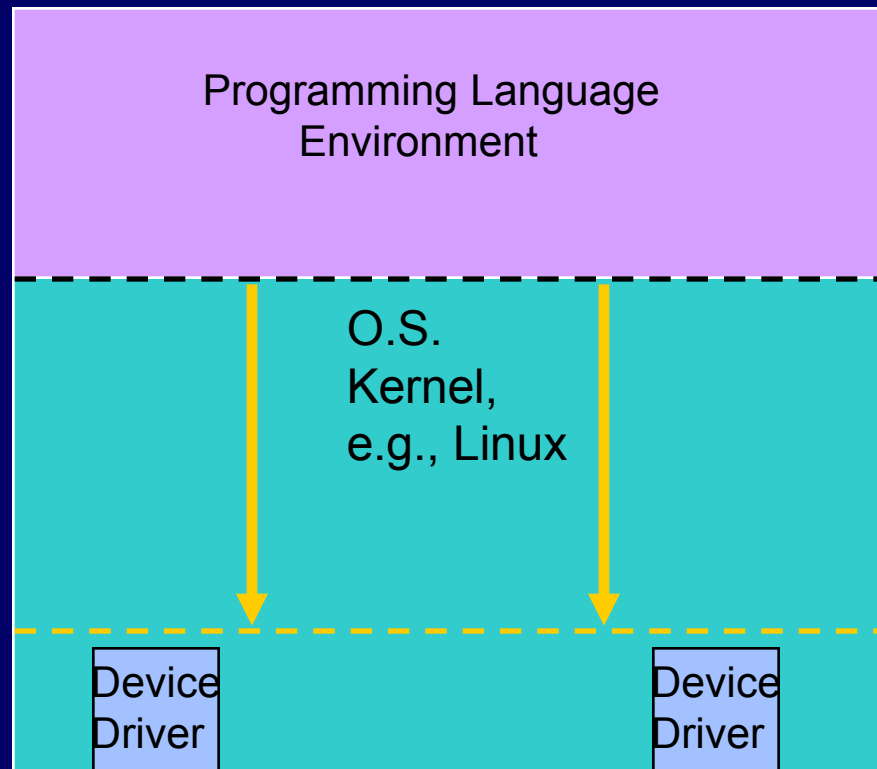 Programming Language
Environment
O.S.
Kernel,
e.g., Linux
Device
Driver
Device
Driver